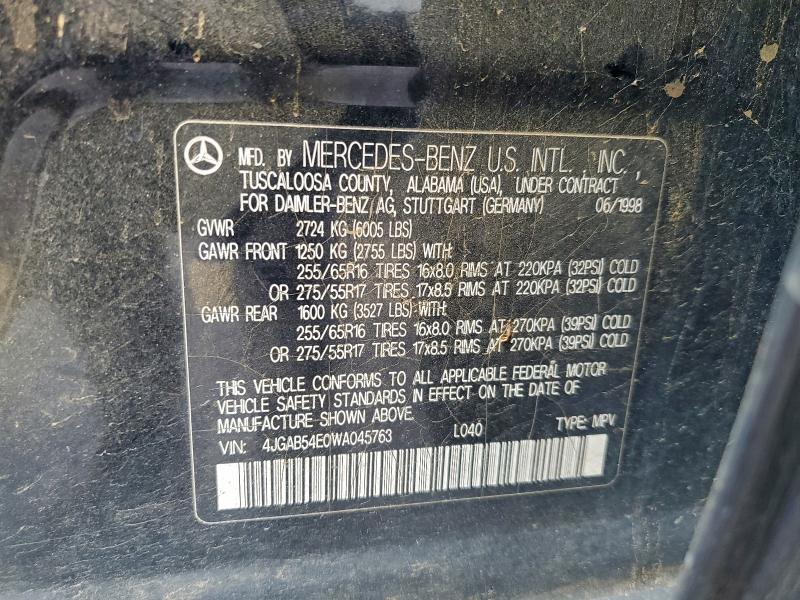 MFD. BY MERCEDES-BENZ U.S. INTL., INC.,
TUSCALOOSA COUNTY, ALABAMA (USA), UNDER CONTRACT
FOR DAIMLER-BENZ AG, STUTTGART (GERMANY) 06/1998
GVWR 2724 KG (6005 LBS)
GAWR FRONT 1250 KG (2755 LBS) WITH:
255/65R16 TIRES 16x8.0 RIMS AT 220KPA (32PSI) COLD
OR 275/55R17 TIRES 17x8.5 RIMS AT 220KPA (32PSI) COLD
GAWR REAR 1600 KG (3527 LBS) WITH:
255/65R16 TIRES 16x8.0 RIMS AT 270KPA (39PSI) COLD
OR 275/55R17 TIRES 17x8.5 RIMS AT 270KPA (39PSI) COLD
THIS VEHICLE CONFORMS TO ALL APPLICABLE FEDERAL MOTOR
VEHICLE SAFETY STANDARDS IN EFFECT ON THE DATE OF
MANUFACTURE SHOWN ABOVE.
VIN: 4JGAB54E0WA045763 L040 TYPE: MPV